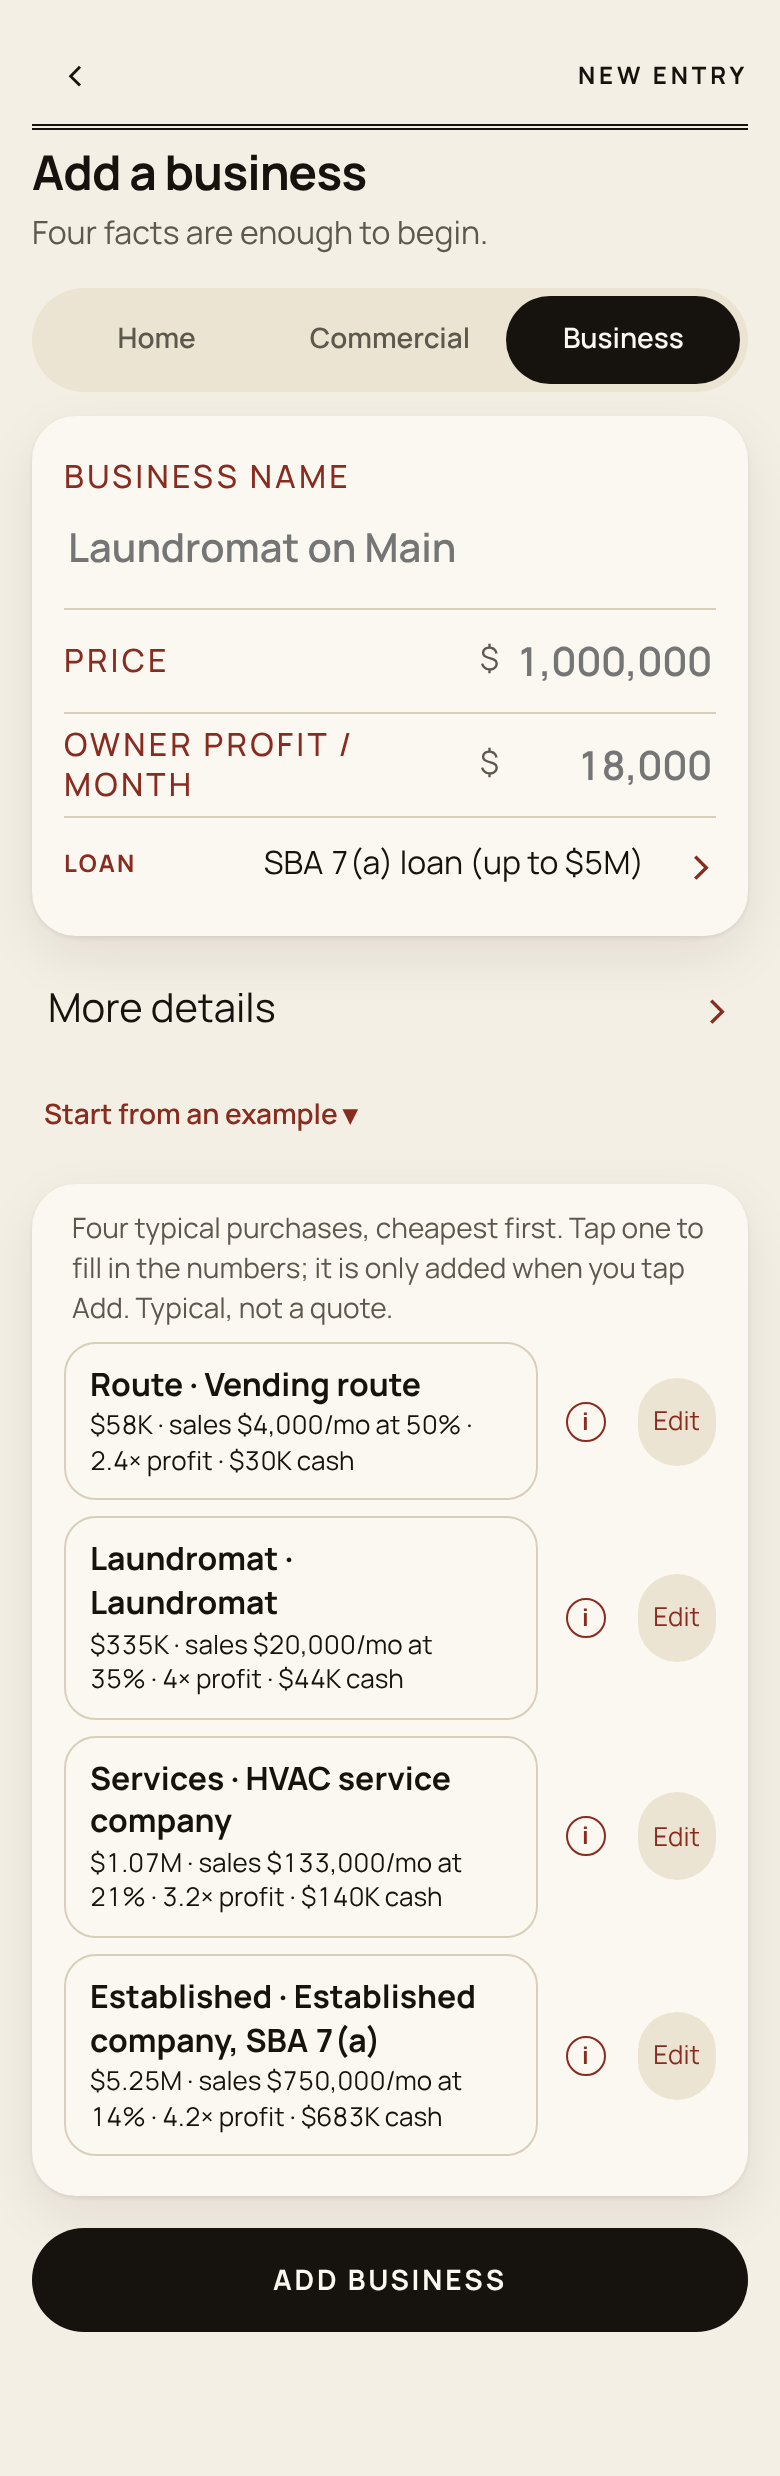 NEW ENTRY
Add a business
Four facts are enough to begin.
Home Commercial Business
BUSINESS NAME
Laundromat on Main
PRICE $ 1,000,000
OWNER PROFIT /
MONTH $ 18,000
LOAN SBA 7(a) loan (up to $5M)
More details
Start from an example ▾
Four typical purchases, cheapest first. Tap one to
fill in the numbers; it is only added when you tap
Add. Typical, not a quote.
Route · Vending route
$58K · sales $4,000/mo at 50% ·
2.4× profit · $30K cash
i Edit
Laundromat ·
Laundromat
$335K · sales $20,000/mo at
35% · 4× profit · $44K cash
i Edit
Services · HVAC service
company
$1.07M · sales $133,000/mo at
21% · 3.2× profit · $140K cash
i Edit
Established · Established
company, SBA 7(a)
$5.25M · sales $750,000/mo at
14% · 4.2× profit · $683K cash
i Edit
ADD BUSINESS